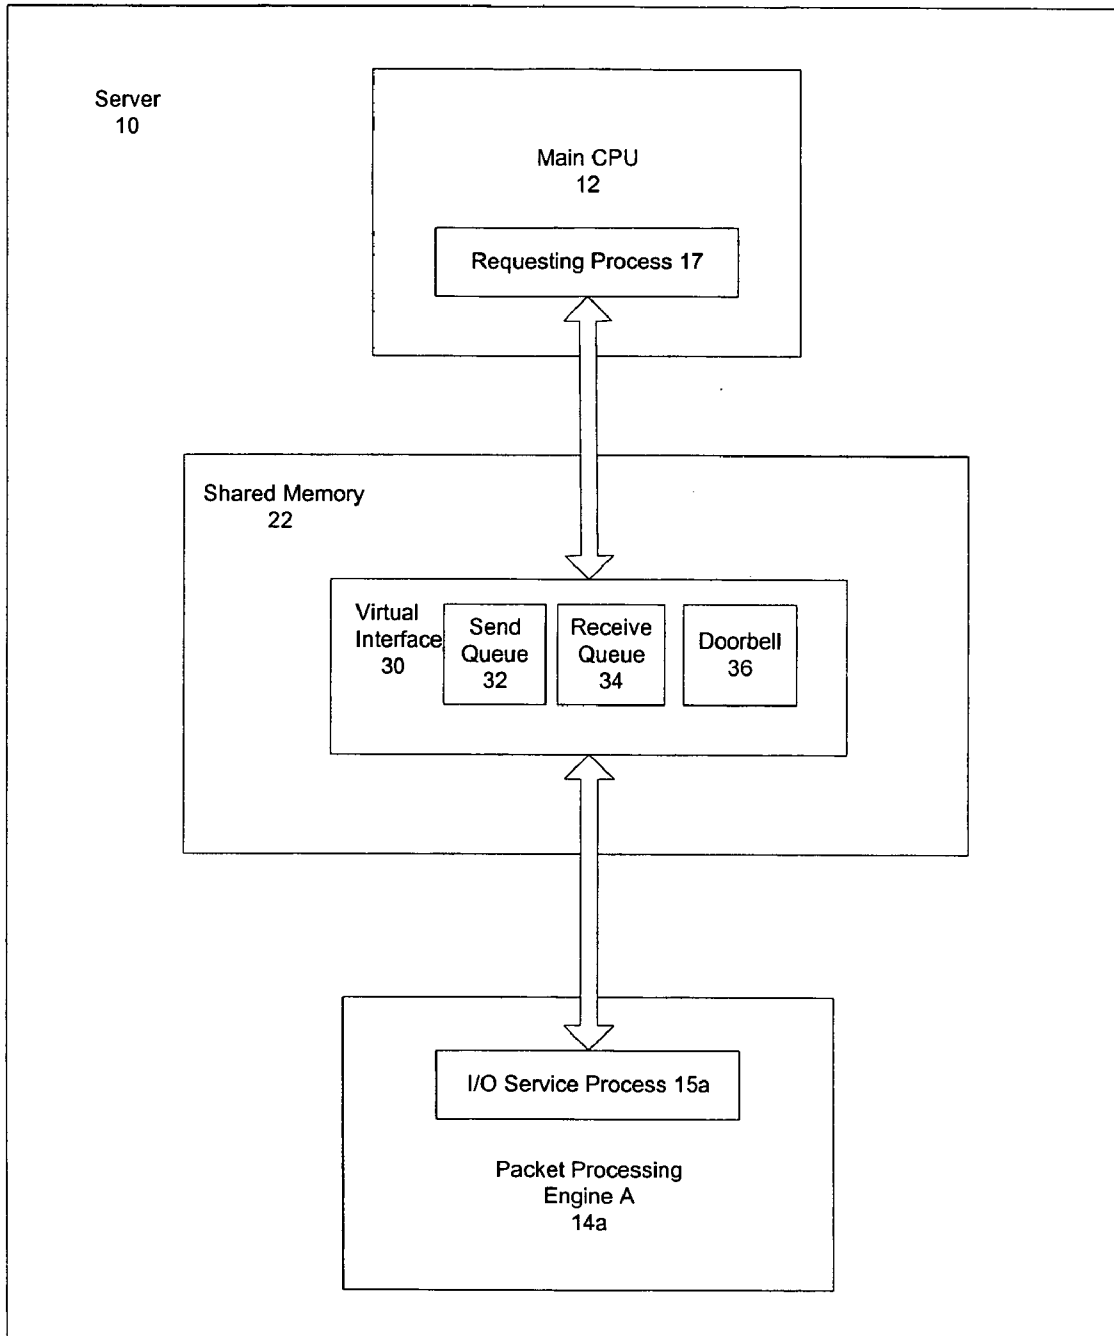 Server
10
Main CPU
12
Requesting Process 17
Shared Memory
22
Virtual
Interface
30
Send
Queue
32
Receive
Queue
34
Doorbell
36
I/O Service Process 15a
Packet Processing
Engine A
14a